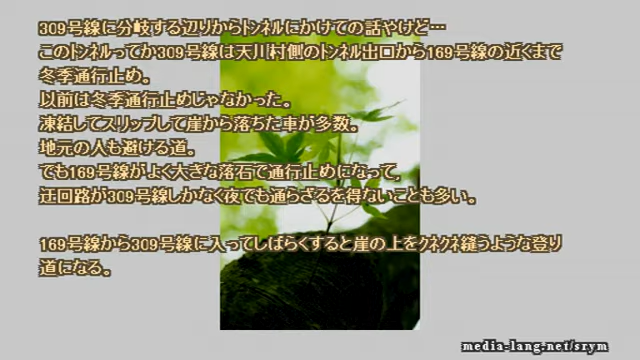 309号線に分岐する辺りからﾄﾝﾈﾙにかけての話やけど…
このﾄﾝﾈﾙってか309号線は天川村側のﾄﾝﾈﾙ出口から169号線の近くまで
冬季通行止め。
以前は冬季通行止めじゃなかった。
凍結してスリップして崖から落ちた車が多数。
地元の人も避ける道。
でも169号線がよく大きな落石で通行止めになって、
迂回路が309号線しかなく夜でも通らざるを得ないことも多い。
169号線から309号線に入ってしばらくすると崖の上をｸﾈｸﾈ縫うような登り
道になる。
media-lang.net/srym